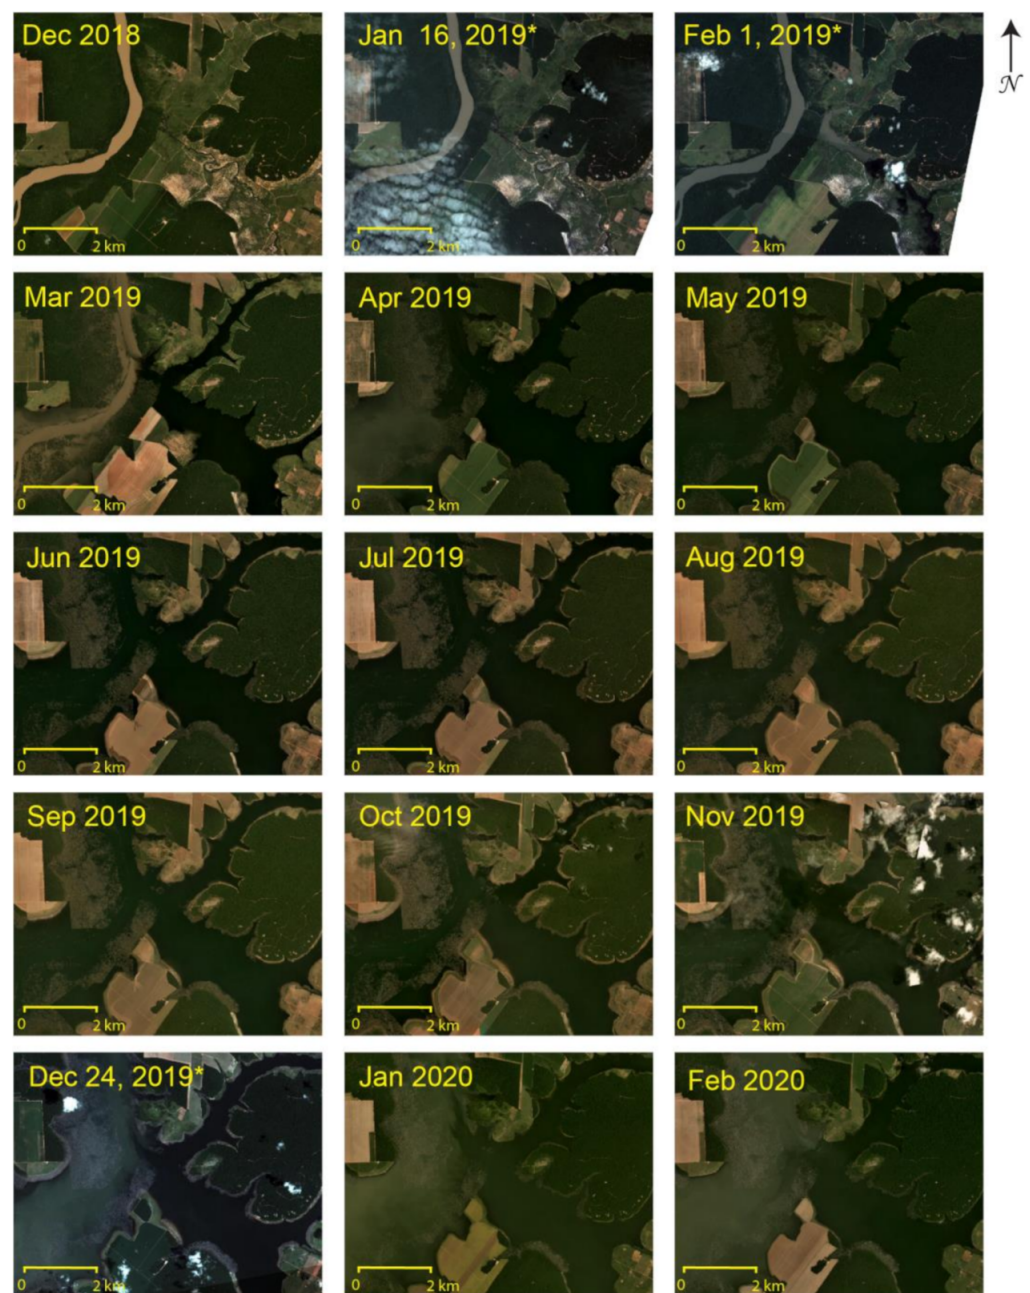 Dec 2018
Jan 16, 2019*
Feb 1, 2019*
N
0 2 km
0 2 km
0 2 km
Mar 2019
Apr 2019
May 2019
0 2 km
0 2 km
0 2 km
Jun 2019
Jul 2019
Aug 2019
0 2 km
0 2 km
0 2 km
Sep 2019
Oct 2019
Nov 2019
0 2 km
0 2 km
0 2 km
Dec 24, 2019*
Jan 2020
Feb 2020
0 2 km
0 2 km
0 2 km